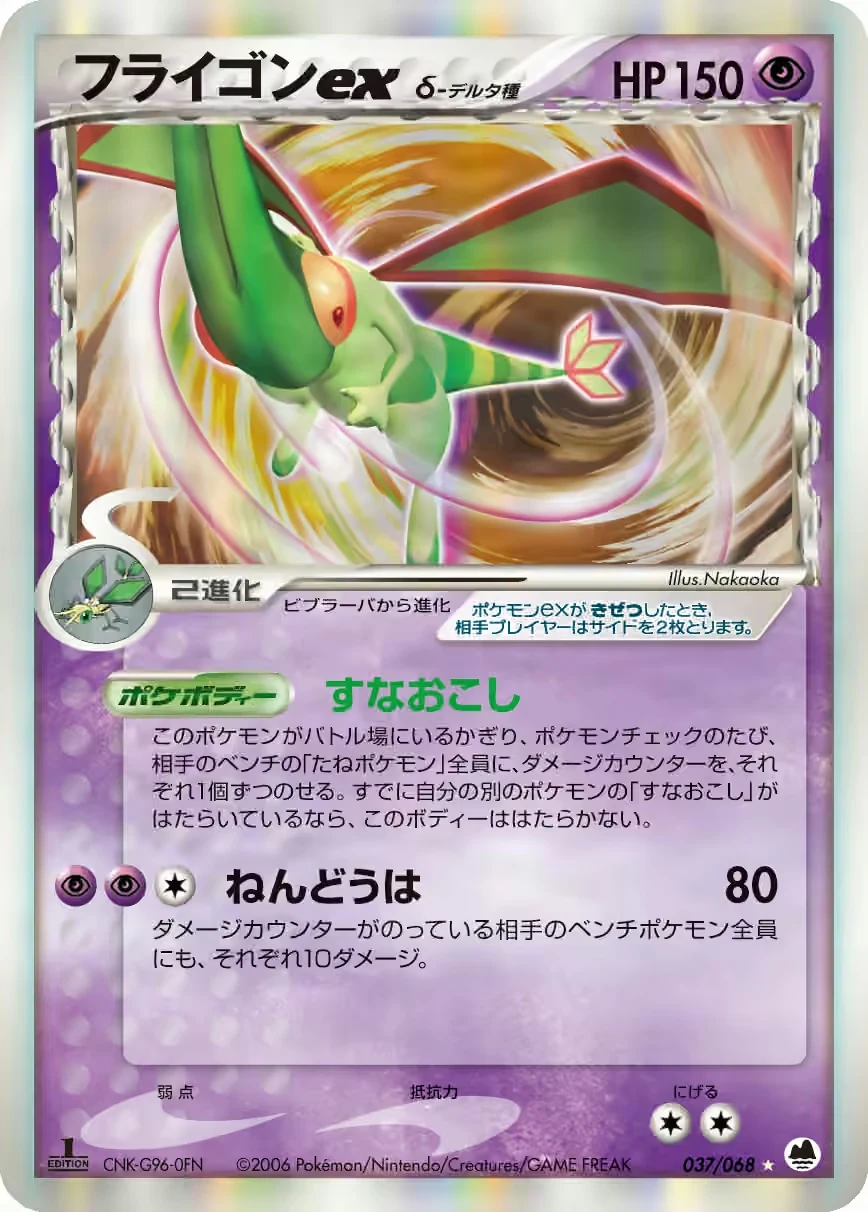 フライゴンex δ-デルタ種 HP150
Illus.Nakaoka
2進化
ビブラーバから進化
ポケモンexが きぜつしたとき、
相手プレイヤーはサイドを2枚とります。
ポケボディー すなおこし
このポケモンがバトル場にいるかぎり、ポケモンチェックのたび、
相手のベンチの「たねポケモン」全員に、ダメージカウンターを、それ
ぞれ1個ずつのせる。すでに自分の別のポケモンの「すなおこし」が
はたらいているなら、このボディーははたらかない。
ねんどうは 80
ダメージカウンターがのっている相手のベンチポケモン全員
にも、それぞれ10ダメージ。
弱点 抵抗力 にげる
1 EDITION CNK-G96-0FN ©2006 Pokémon/Nintendo/Creatures/GAME FREAK 037/068 ★